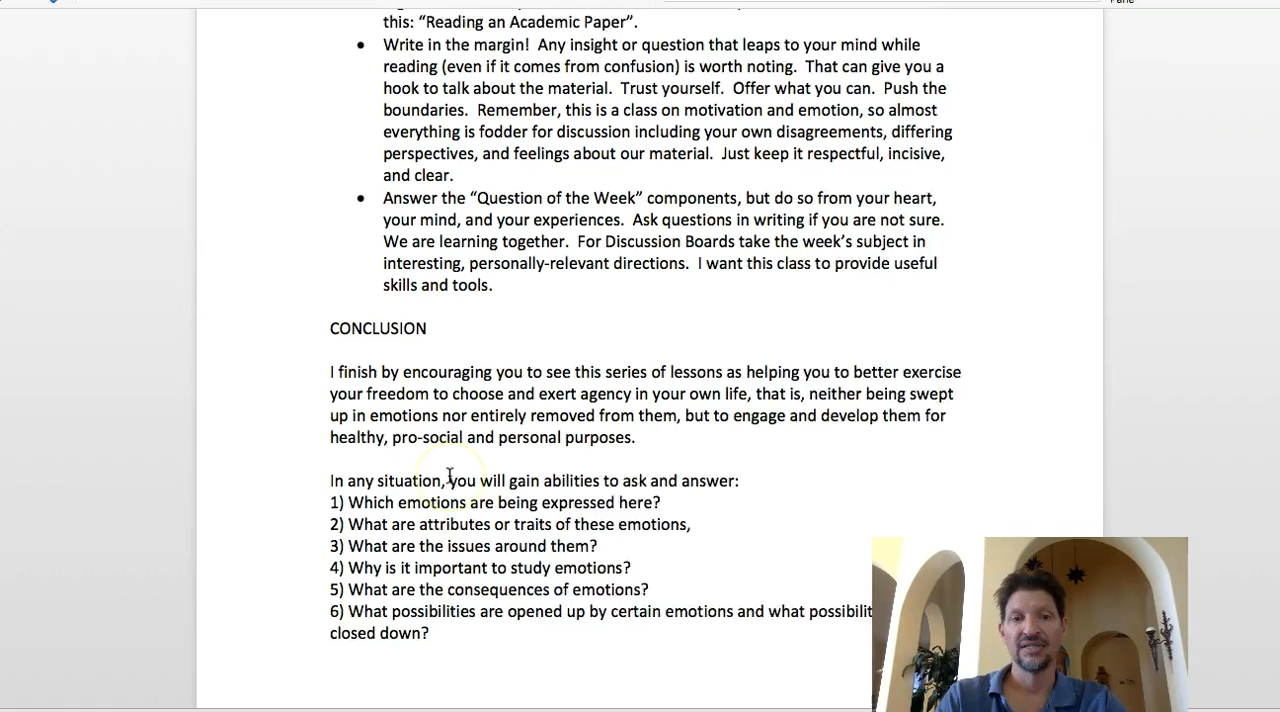 this: “Reading an Academic Paper”.
• Write in the margin!  Any insight or question that leaps to your mind while
reading (even if it comes from confusion) is worth noting.  That can give you a
hook to talk about the material.  Trust yourself.  Offer what you can.  Push the
boundaries.  Remember, this is a class on motivation and emotion, so almost
everything is fodder for discussion including your own disagreements, differing
perspectives, and feelings about our material.  Just keep it respectful, incisive,
and clear.
• Answer the “Question of the Week” components, but do so from your heart,
your mind, and your experiences.  Ask questions in writing if you are not sure.
We are learning together.  For Discussion Boards take the week’s subject in
interesting, personally-relevant directions.  I want this class to provide useful
skills and tools.
CONCLUSION
I finish by encouraging you to see this series of lessons as helping you to better exercise
your freedom to choose and exert agency in your own life, that is, neither being swept
up in emotions nor entirely removed from them, but to engage and develop them for
healthy, pro-social and personal purposes.
In any situation, you will gain abilities to ask and answer:
1) Which emotions are being expressed here?
2) What are attributes or traits of these emotions,
3) What are the issues around them?
4) Why is it important to study emotions?
5) What are the consequences of emotions?
6) What possibilities are opened up by certain emotions and what
closed down?